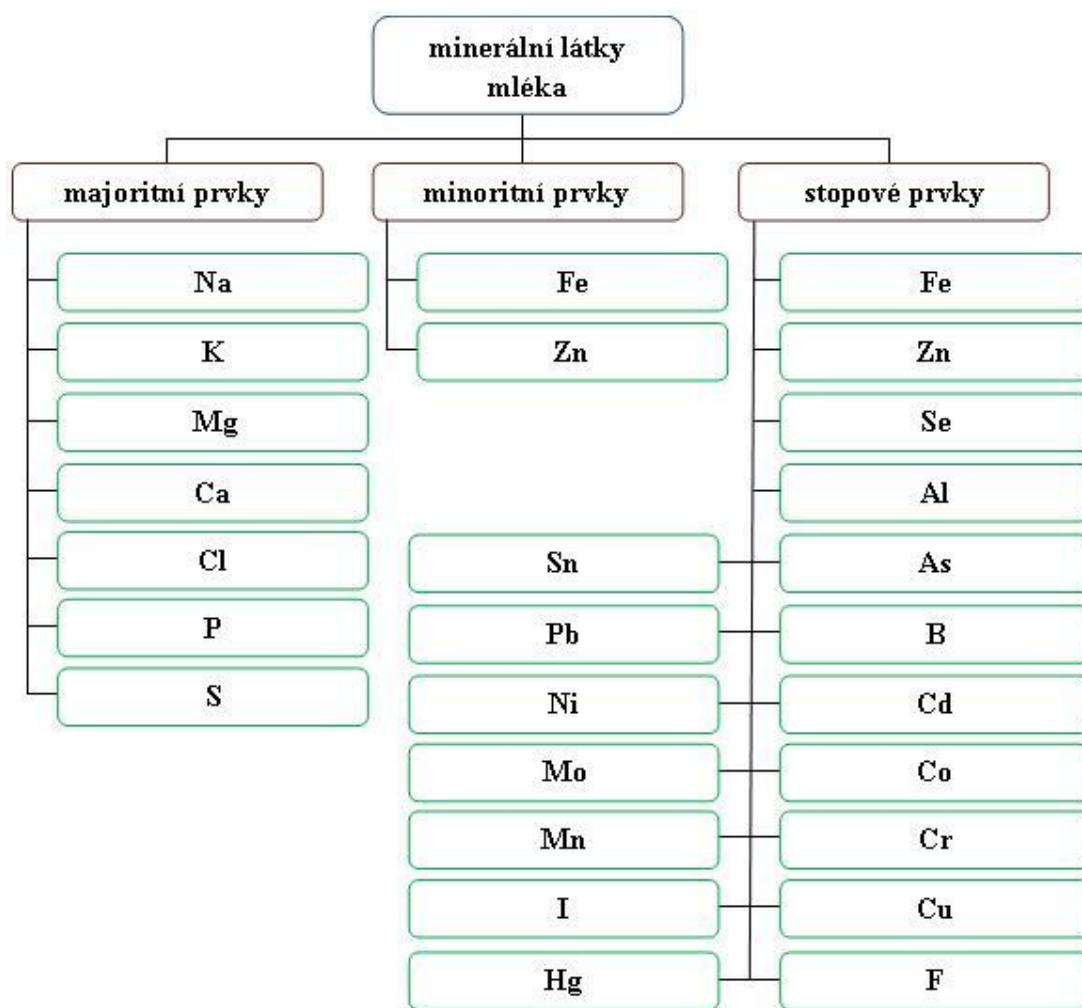 minerální látky
mléka
majoritní prvky
minoritní prvky
stopové prvky
Na
K
Mg
Ca
Cl
P
S
Fe
Zn
Fe
Zn
Se
Al
Sn
As
Pb
B
Ni
Cd
Mo
Co
Mn
Cr
I
Cu
Hg
F